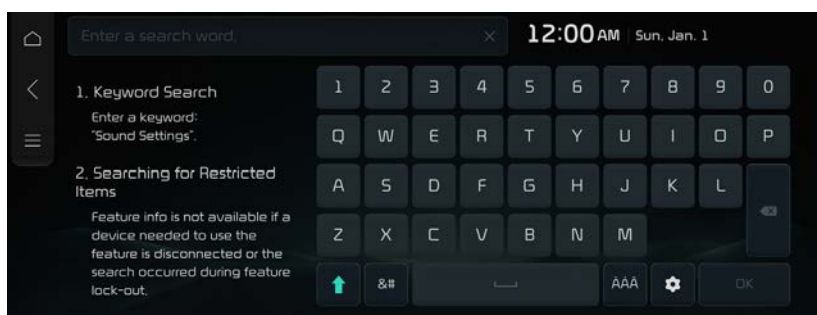 Enter a search word.
12:00 AM Sun, Jan. 1
1. Keyword Search
Enter a keyword:
"Sound Settings".
2. Searching for Restricted
Items
Feature info is not available if a
device needed to use the
feature is disconnected or the
search occurred during feature
lock-out.
1 2 3 4 5 6 7 8 9 0
Q W E R T Y U I O P
A S D F G H J K L
Z X C V B N M
&# ÀÁÂ OK